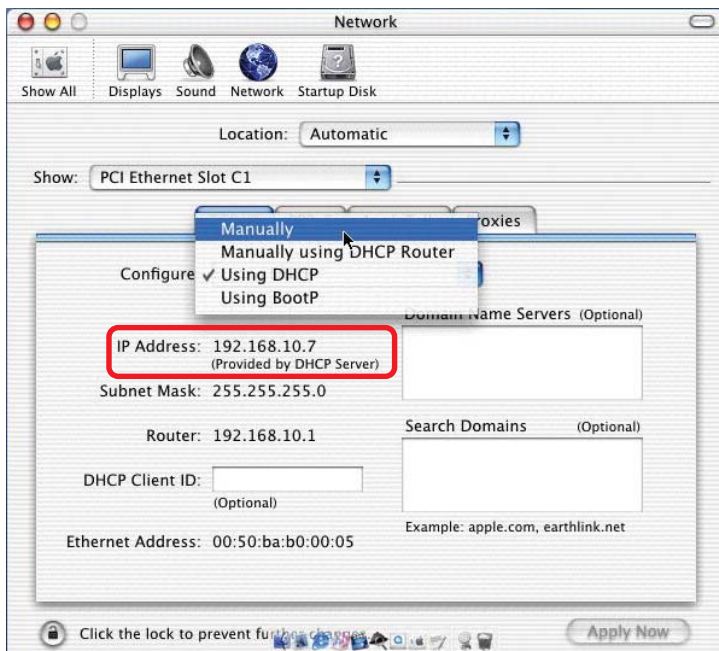 Network
Show All
Displays
Sound
Network
Startup Disk
Location: Automatic
Show: PCI Ethernet Slot C1
Manually
Manually using DHCP Router
Configure ✓ Using DHCP
Using BootP
Domain Name Servers (Optional)
IP Address: 192.168.10.7
(Provided by DHCP Server)
Subnet Mask: 255.255.255.0
Router: 192.168.10.1
Search Domains (Optional)
DHCP Client ID:
(Optional)
Example: apple.com, earthlink.net
Ethernet Address: 00:50:ba:b0:00:05
Click the lock to prevent further changes.
Apply Now